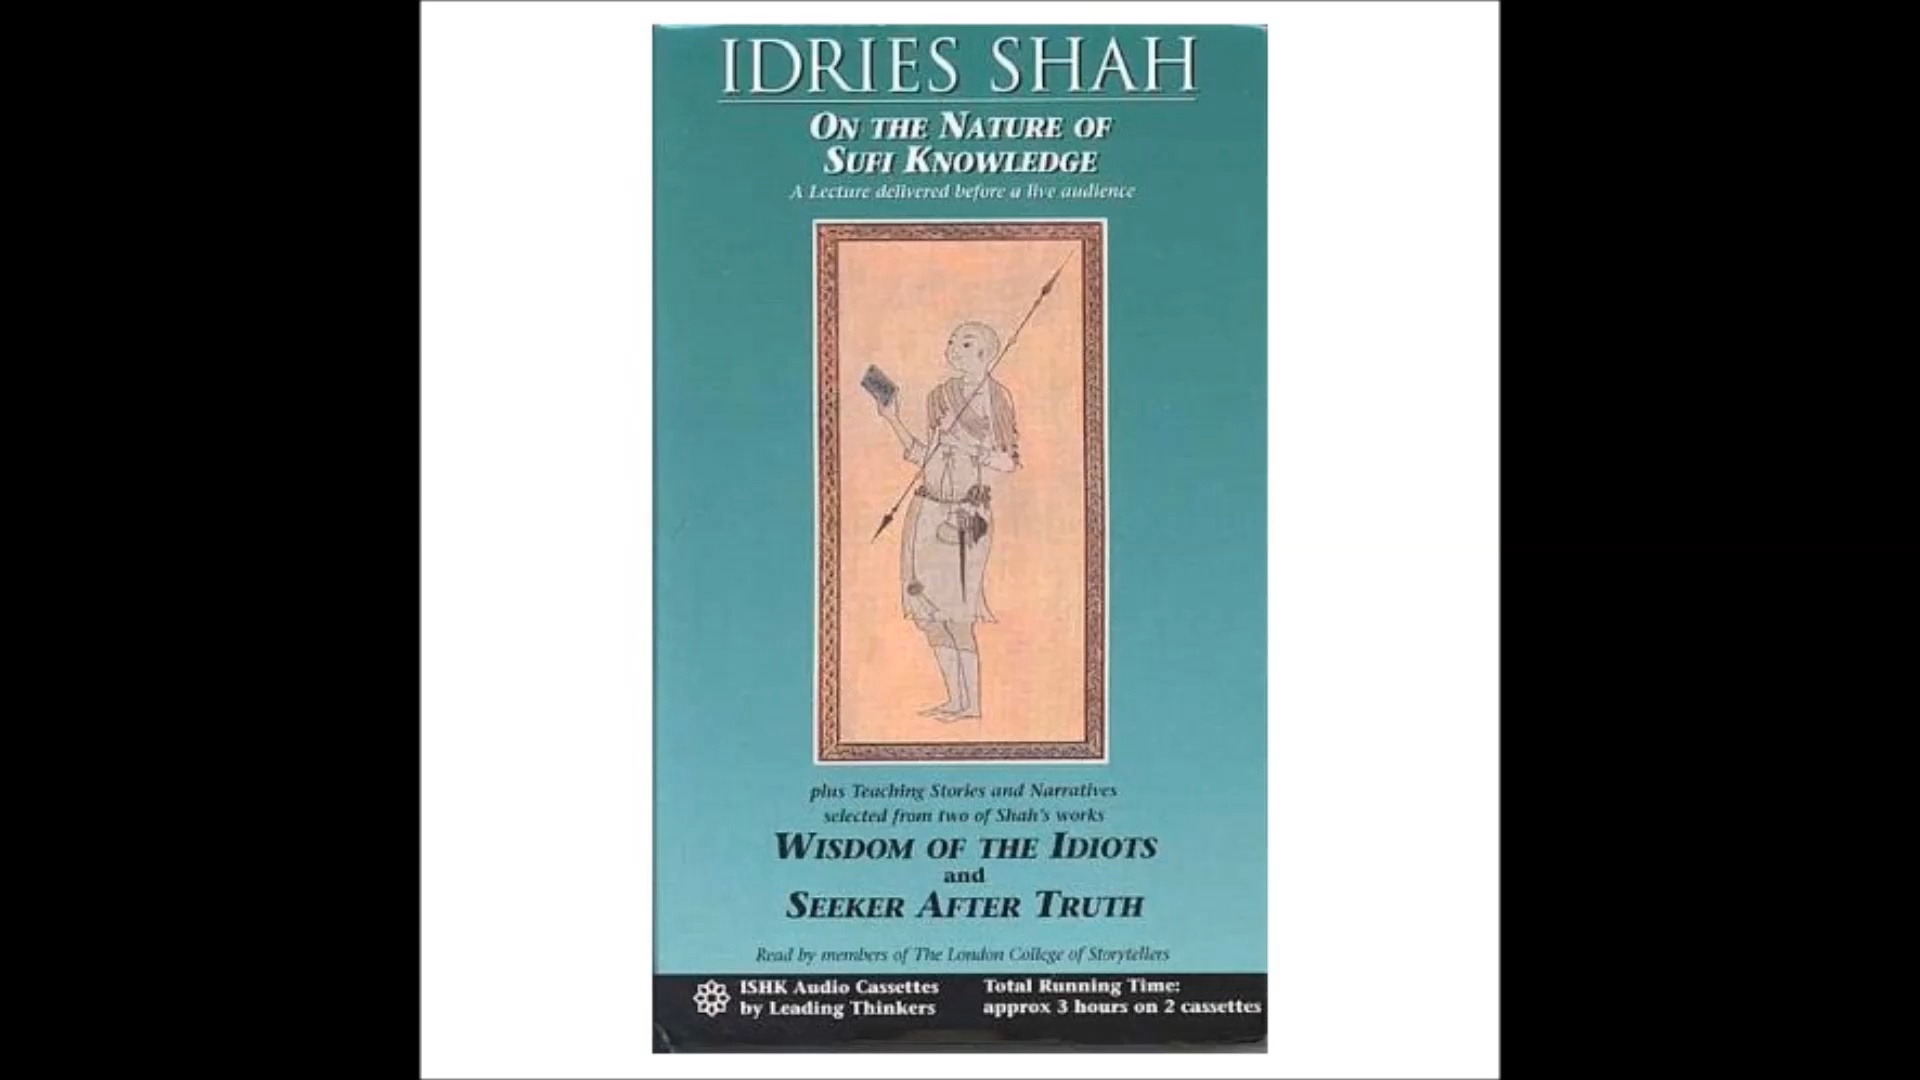 IDRIES SHAH
ON THE NATURE OF
SUFI KNOWLEDGE
A Lecture delivered before a live audience
plus Teaching Stories and Narratives
selected from two of Shah's works
WISDOM OF THE IDIOTS
and
SEEKER AFTER TRUTH
Read by members of The London College of Storytellers
ISHK Audio Cassettes
by Leading Thinkers
Total Running Time:
approx 3 hours on 2 cassettes